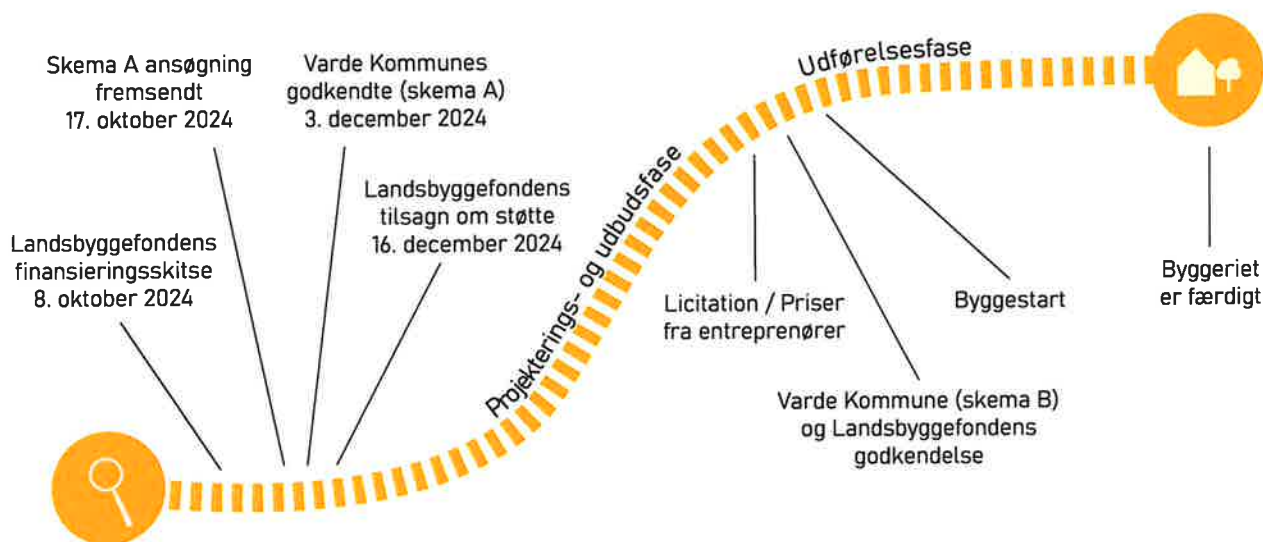 Skema A ansøgning
fremsendt
17. oktober 2024
Varde Kommunes
godkendte (skema A)
3. december 2024
Landsbyggefondens
finansieringsskitse
8. oktober 2024
Landsbyggefondens
tilsagn om støtte
16. december 2024
Projekterings- og udbudsfase
Udførelsesfase
Licitation / Priser
fra entreprenører
Varde Kommune (skema B)
og Landsbyggefondens
godkendelse
Byggestart
Byggeriet
er færdigt